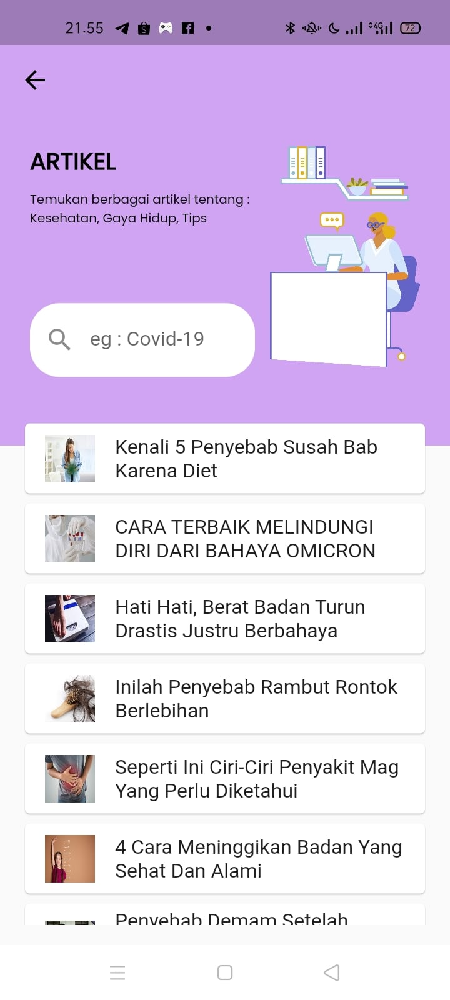 21.55
4G
72
ARTIKEL
Temukan berbagai artikel tentang :
Kesehatan, Gaya Hidup, Tips
eg : Covid-19
Kenali 5 Penyebab Susah Bab
Karena Diet
CARA TERBAIK MELINDUNGI
DIRI DARI BAHAYA OMICRON
Hati Hati, Berat Badan Turun
Drastis Justru Berbahaya
Inilah Penyebab Rambut Rontok
Berlebihan
Seperti Ini Ciri-Ciri Penyakit Mag
Yang Perlu Diketahui
4 Cara Meninggikan Badan Yang
Sehat Dan Alami
Penyebab Demam Setelah